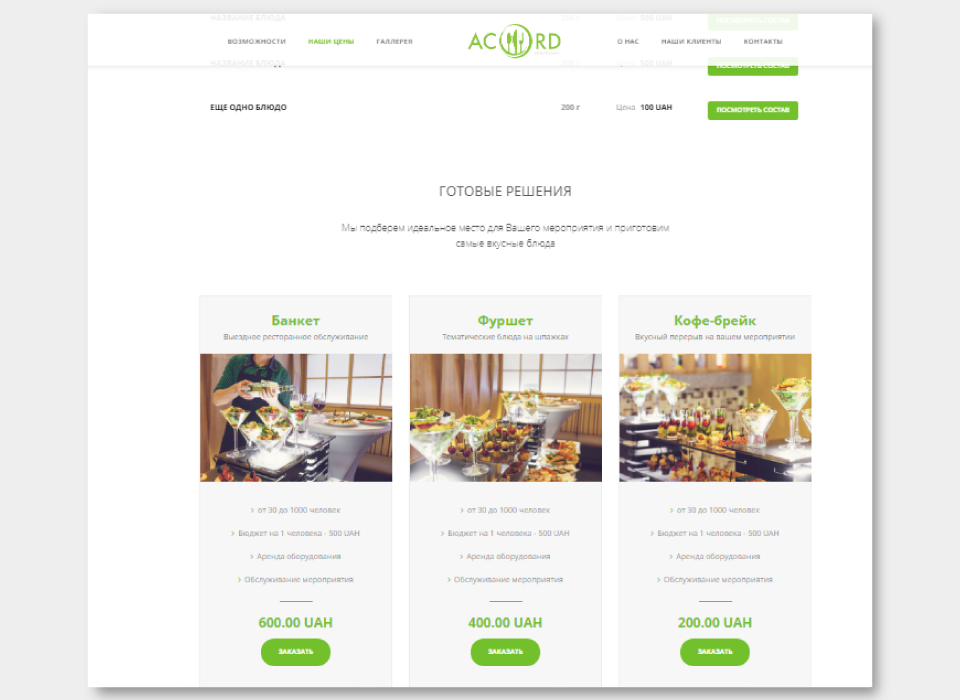 НАЗВАНИЕ БЛЮДА 200 г Цена 500 UAH ПОСМОТРЕТЬ СОСТАВ
ВОЗМОЖНОСТИ НАШИ ЦЕНЫ ГАЛЛЕРЕЯ ACORD О НАС НАШИ КЛИЕНТЫ КОНТАКТЫ
НАЗВАНИЕ БЛЮДА 500 UAH ПОСМОТРЕТЬ СОСТАВ
ЕЩЕ ОДНО БЛЮДО 200 г Цена 100 UAH ПОСМОТРЕТЬ СОСТАВ
ГОТОВЫЕ РЕШЕНИЯ
Мы подберем идеальное место для Вашего мероприятия и приготовим
самые вкусные блюда
Банкет
Выездное ресторанное обслуживание
> от 30 до 1000 человек
> Бюджет на 1 человека - 500 UAH
> Аренда оборудования
> Обслуживание мероприятия
600.00 UAH
ЗАКАЗАТЬ
Фуршет
Тематические блюда на шпажках
> от 30 до 1000 человек
> Бюджет на 1 человека - 500 UAH
> Аренда оборудования
> Обслуживание мероприятия
400.00 UAH
ЗАКАЗАТЬ
Кофе-брейк
Вкусный перерыв на вашем мероприятии
> от 30 до 1000 человек
> Бюджет на 1 человека - 500 UAH
> Аренда оборудования
> Обслуживание мероприятия
200.00 UAH
ЗАКАЗАТЬ